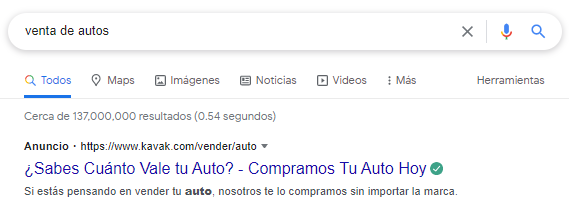 venta de autos
Todos Maps Imágenes Noticias Videos Más Herramientas
Cerca de 137,000,000 resultados (0.54 segundos)
Anuncio · https://www.kavak.com/vender/auto
¿Sabes Cuánto Vale tu Auto? - Compramos Tu Auto Hoy
Si estás pensando en vender tu auto, nosotros te lo compramos sin importar la marca.